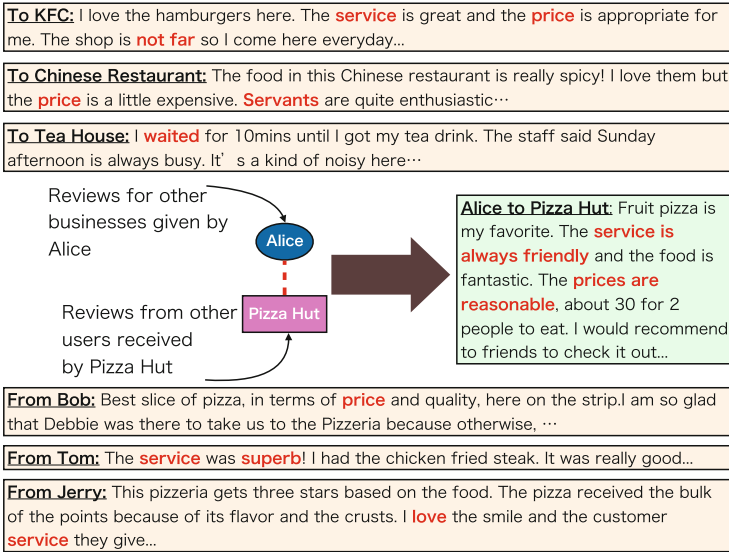 To KFC: I love the hamburgers here. The service is great and the price is appropriate for
me. The shop is not far so I come here everyday...
To Chinese Restaurant: The food in this Chinese restaurant is really spicy! I love them but
the price is a little expensive. Servants are quite enthusiastic…
To Tea House: I waited for 10mins until I got my tea drink. The staff said Sunday
afternoon is always busy. It’s a kind of noisy here…
Reviews for other
businesses given by
Alice
Alice
Pizza Hut
Reviews from other
users received
by Pizza Hut
Alice to Pizza Hut: Fruit pizza is
my favorite. The service is
always friendly and the food is
fantastic. The prices are
reasonable, about 30 for 2
people to eat. I would recommend
to friends to check it out...
From Bob: Best slice of pizza, in terms of price and quality, here on the strip.I am so glad
that Debbie was there to take us to the Pizzeria because otherwise, …
From Tom: The service was superb! I had the chicken fried steak. It was really good...
From Jerry: This pizzeria gets three stars based on the food. The pizza received the bulk
of the points because of its flavor and the crusts. I love the smile and the customer
service they give...